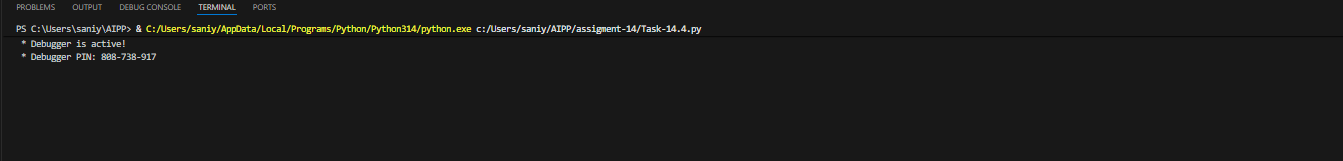 PROBLEMS OUTPUT DEBUG CONSOLE TERMINAL PORTS
PS C:\Users\saniy\AIPP> & C:/Users/saniy/AppData/Local/Programs/Python/Python314/python.exe c:/Users/saniy/AIPP/assigment-14/Task-14.4.py
* Debugger is active!
* Debugger PIN: 808-738-917